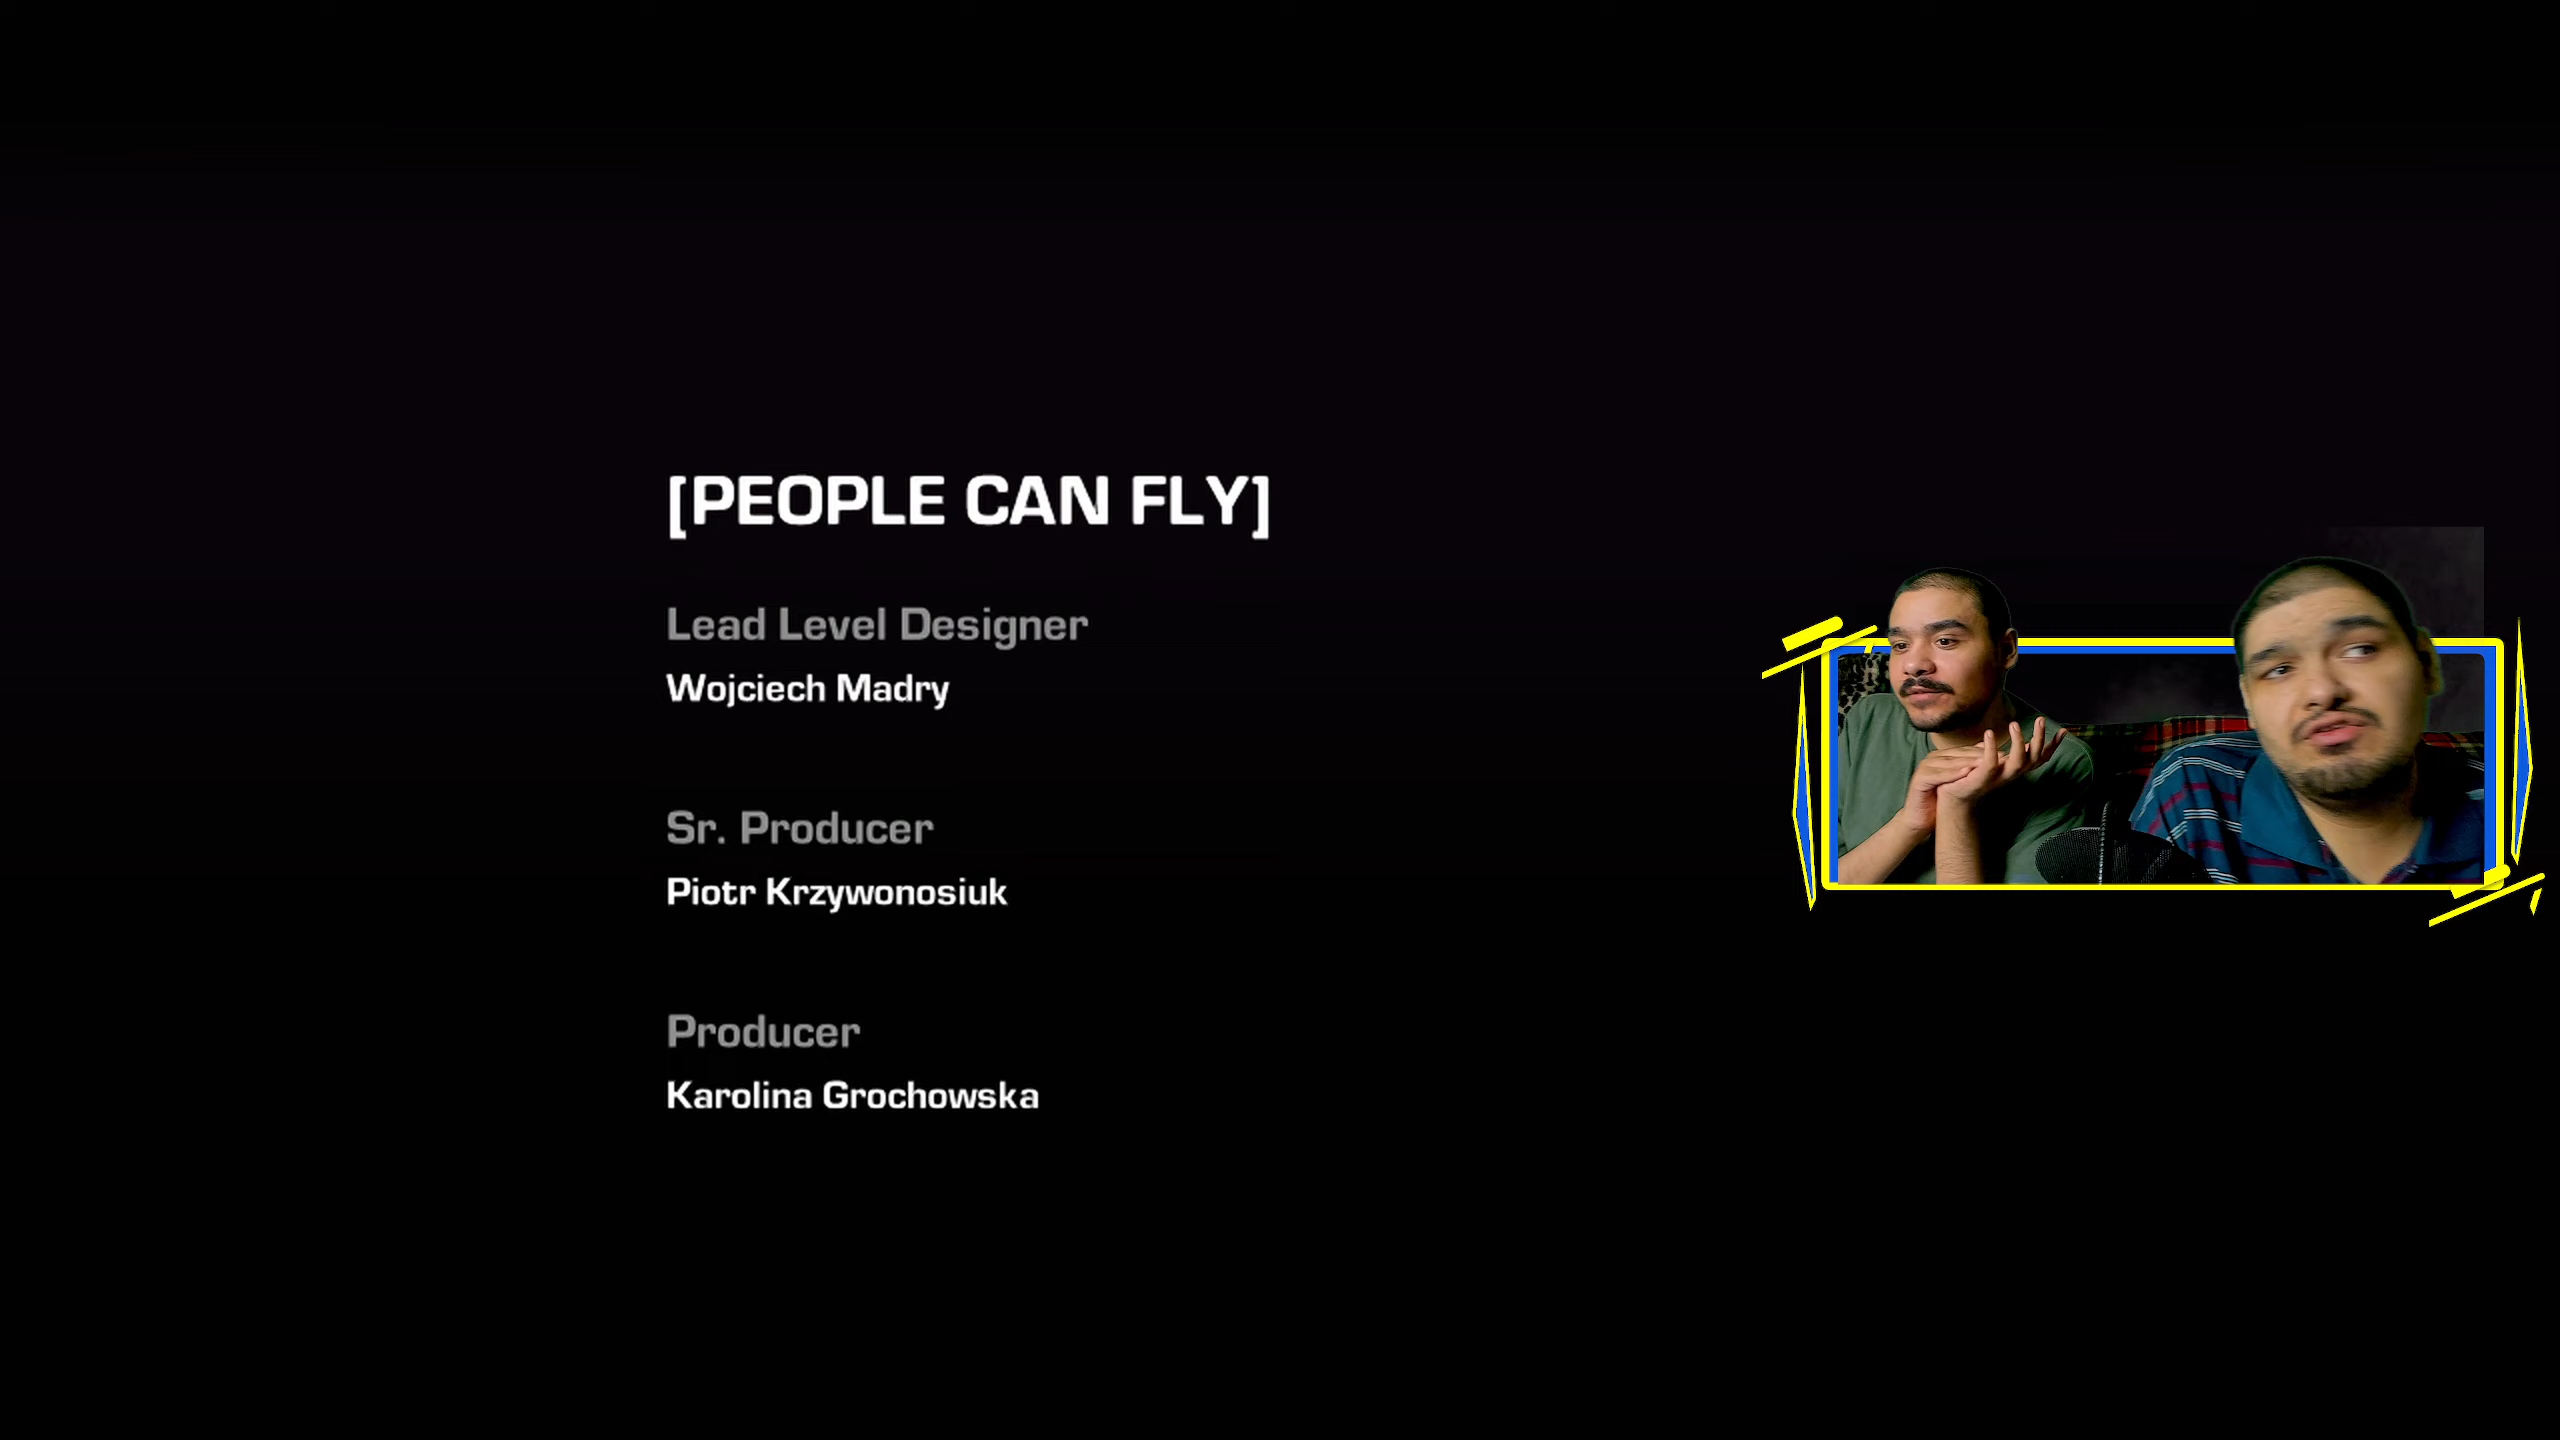 [PEOPLE CAN FLY]
Lead Level Designer
Wojciech Madry
Sr. Producer
Piotr Krzywonosiuk
Producer
Karolina Grochowska